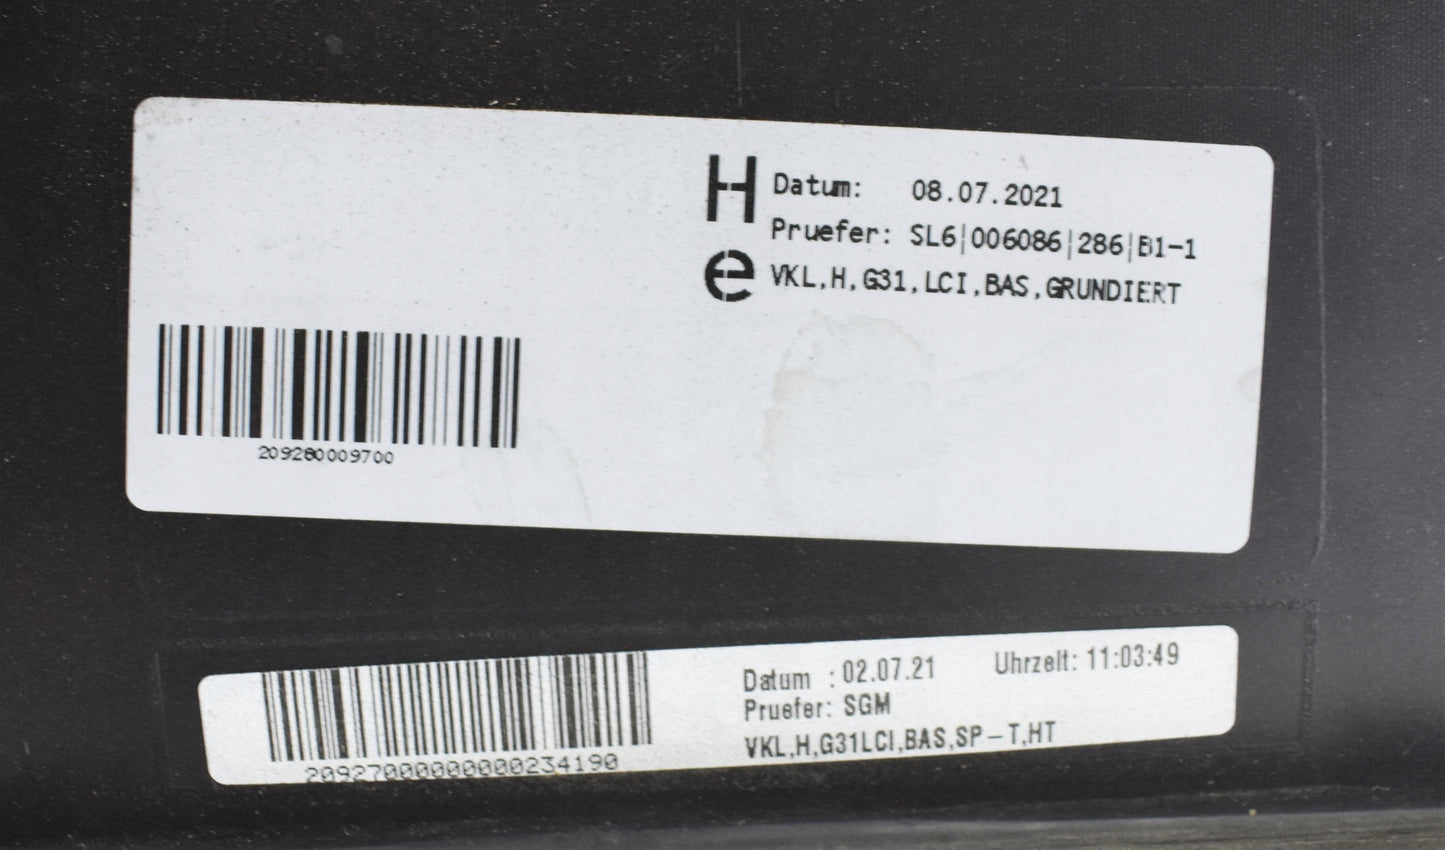 H Datum: 08.07.2021
Pruefer: SL6|006086|286|B1-1
e VKL,H,G31,LCI,BAS,GRUNDIERT
209280009700
Datum : 02.07.21 Uhrzeit: 11:03:49
Pruefer: SGM
VKL,H,G31LCI,BAS,SP-T,HT
20927000000000234190